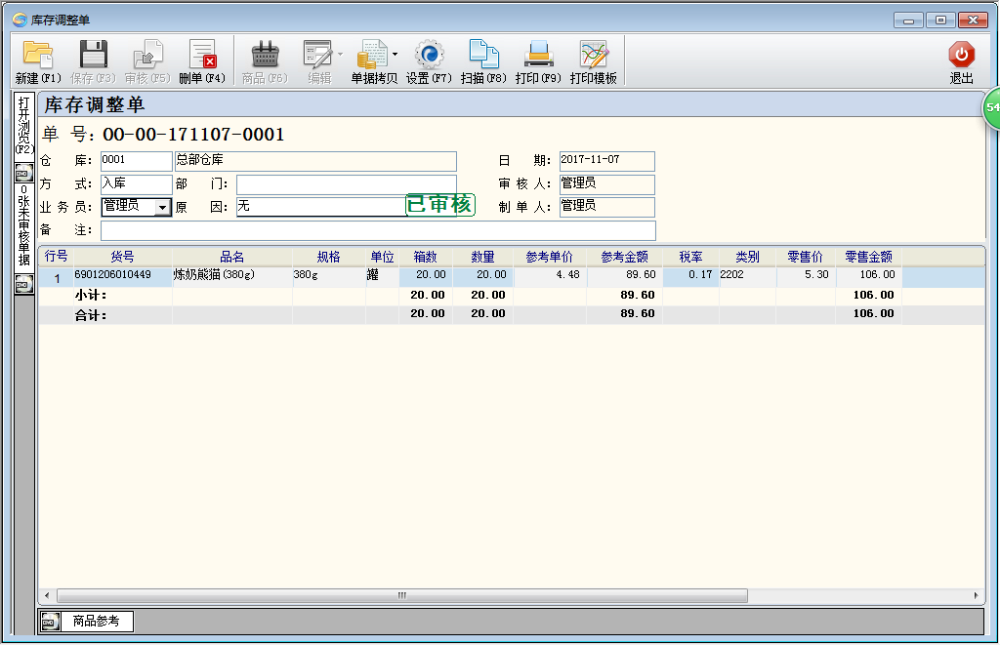 库存调整单
新建(F1) 保存(F3) 审核(F5) 删单(F4) 商品(F6) 编辑 单据拷贝 设置(F7) 扫描(F8) 打印(F9) 打印模板 退出
54
打开浏览(F2)
0张未审核单据
库存调整单
单 号: OO-00-171107-0001
仓 库: 0001 总部仓库 日 期: 2017-11-07
方 式: 入库 部 门: 审 核 人: 管理员
业 务 员: 管理员 原 因: 无 已审核 制 单 人: 管理员
备 注:
行号 货号 品名 规格 单位 箱数 数量 参考单价 参考金额 税率 类别 零售价 零售金额
1 6901206010449 炼奶熊猫(380g) 380g 罐 20.00 20.00 4.48 89.60 0.17 2202 5.30 106.00
小计: 20.00 20.00 89.60 106.00
合计: 20.00 20.00 89.60 106.00
商品参考